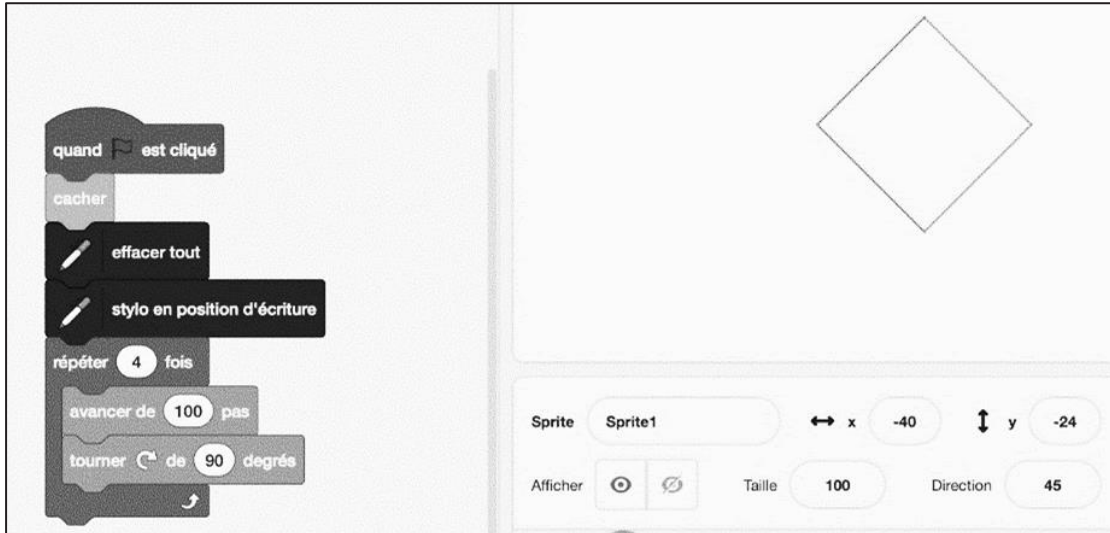 quand est cliqué
cacher
effacer tout
stylo en position d'écriture
répéter 4 fois
avancer de 100 pas
tourner de 90 degrés
Sprite Sprite1 x -40 y -24
Afficher Taille 100 Direction 45